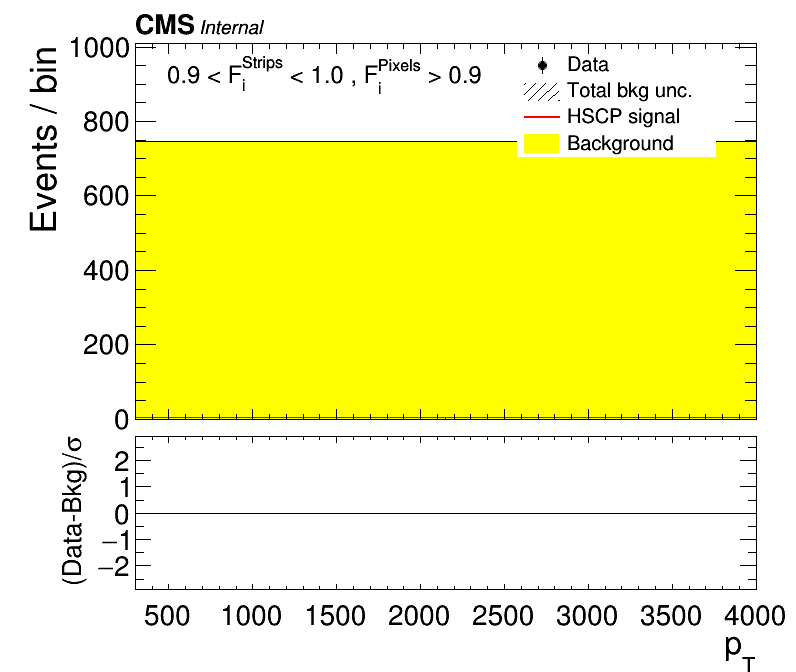 CMS Internal
0.9 < F_i^Strips < 1.0 , F_i^Pixels > 0.9
Data
Total bkg unc.
HSCP signal
Background
Events / bin
1000
800
600
400
200
0
(Data-Bkg)/σ
2
1
0
−1
−2
500 1000 1500 2000 2500 3000 3500 4000
p_T